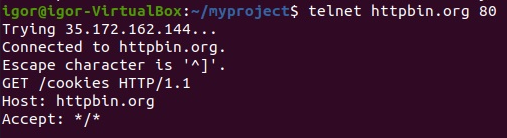 igor@igor-VirtualBox:~/myproject$ telnet httpbin.org 80
Trying 35.172.162.144...
Connected to httpbin.org.
Escape character is '^]'.
GET /cookies HTTP/1.1
Host: httpbin.org
Accept: */*